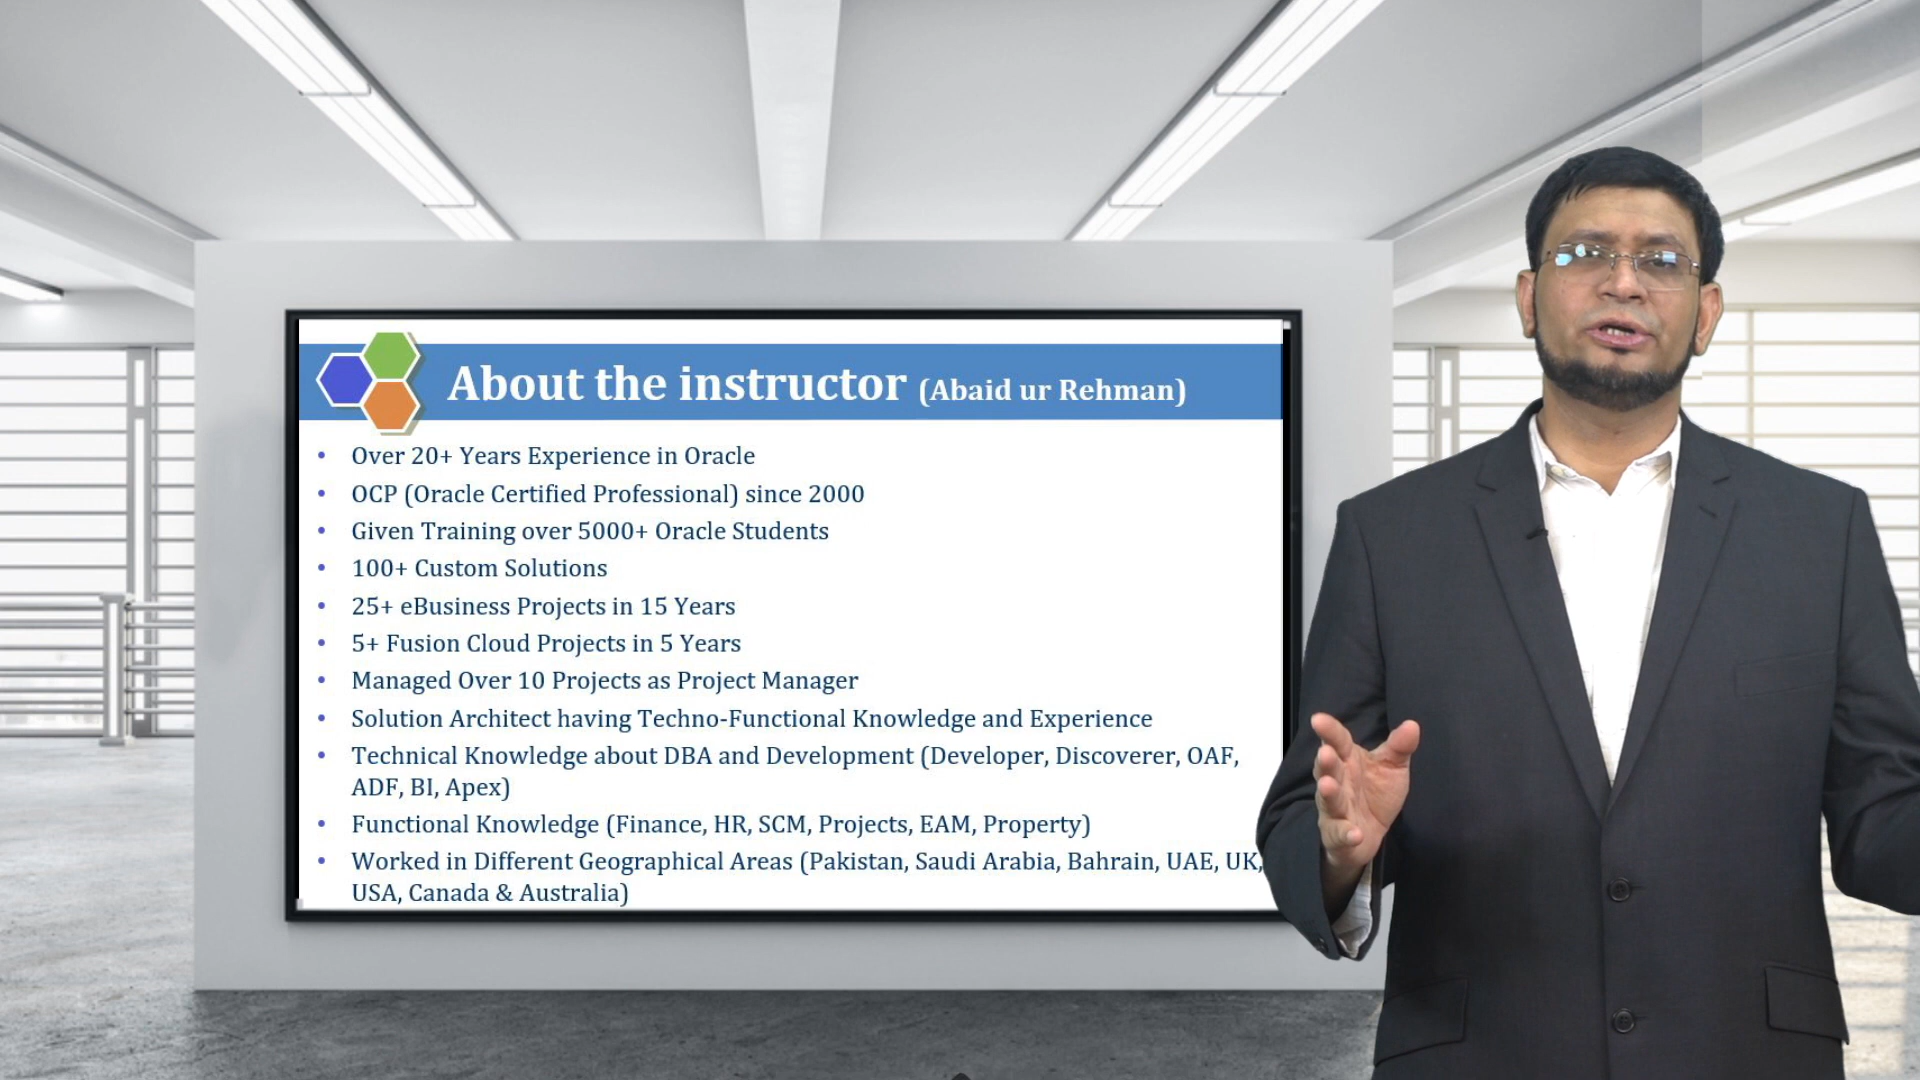 About the instructor (Abaid ur Rehman)
• Over 20+ Years Experience in Oracle
• OCP (Oracle Certified Professional) since 2000
• Given Training over 5000+ Oracle Students
• 100+ Custom Solutions
• 25+ eBusiness Projects in 15 Years
• 5+ Fusion Cloud Projects in 5 Years
• Managed Over 10 Projects as Project Manager
• Solution Architect having Techno-Functional Knowledge and Experience
• Technical Knowledge about DBA and Development (Developer, Discoverer, OAF,
ADF, BI, Apex)
• Functional Knowledge (Finance, HR, SCM, Projects, EAM, Property)
• Worked in Different Geographical Areas (Pakistan, Saudi Arabia, Bahrain, UAE, UK,
USA, Canada & Australia)